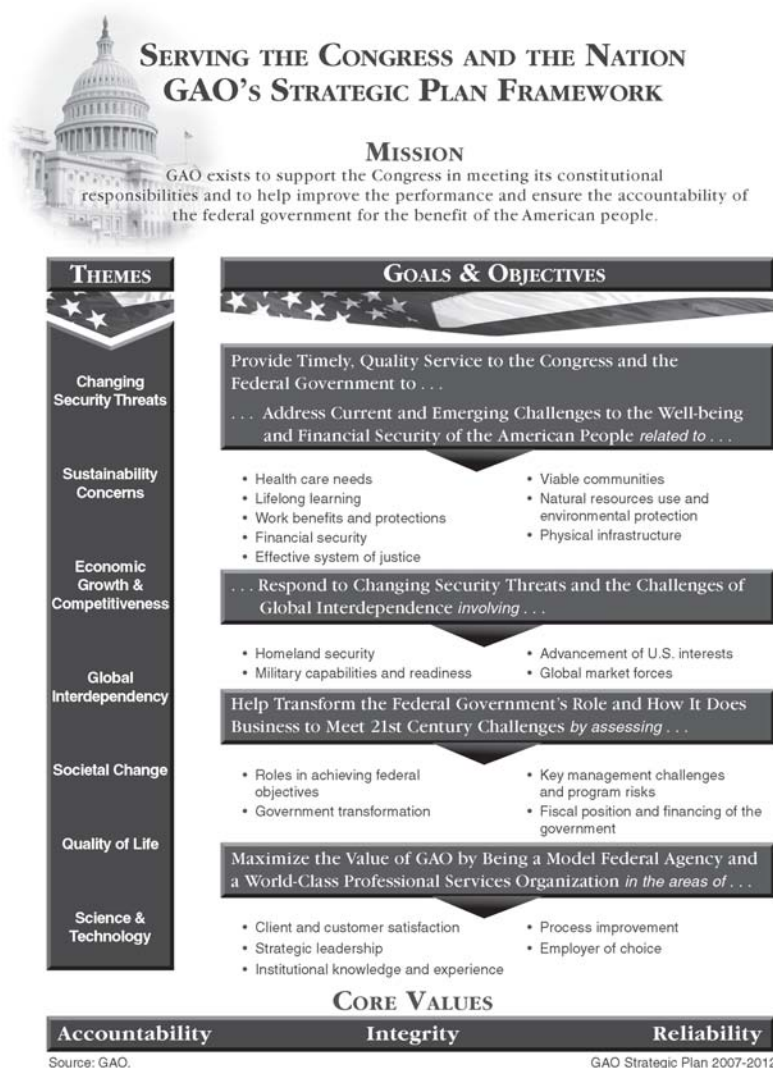 SERVING THE CONGRESS AND THE NATION
GAO'S STRATEGIC PLAN FRAMEWORK
MISSION
GAO exists to support the Congress in meeting its constitutional
responsibilities and to help improve the performance and ensure the accountability of
the federal government for the benefit of the American people.
THEMES
Changing
Security Threats
Sustainability
Concerns
Economic
Growth &
Competitiveness
Global
Interdependency
Societal Change
Quality of Life
Science &
Technology
GOALS & OBJECTIVES
Provide Timely, Quality Service to the Congress and the
Federal Government to . . .
. . . Address Current and Emerging Challenges to the Well-being
and Financial Security of the American People related to . . .
• Health care needs
• Lifelong learning
• Work benefits and protections
• Financial security
• Effective system of justice
• Viable communities
• Natural resources use and
environmental protection
• Physical infrastructure
. . . Respond to Changing Security Threats and the Challenges of
Global Interdependence involving . . .
• Homeland security
• Military capabilities and readiness
• Advancement of U.S. interests
• Global market forces
Help Transform the Federal Government's Role and How It Does
Business to Meet 21st Century Challenges by assessing . . .
• Roles in achieving federal
objectives
• Government transformation
• Key management challenges
and program risks
• Fiscal position and financing of the
government
Maximize the Value of GAO by Being a Model Federal Agency and
a World-Class Professional Services Organization in the areas of . . .
• Client and customer satisfaction
• Strategic leadership
• Institutional knowledge and experience
• Process improvement
• Employer of choice
CORE VALUES
Accountability Integrity Reliability
Source: GAO. GAO Strategic Plan 2007-2012